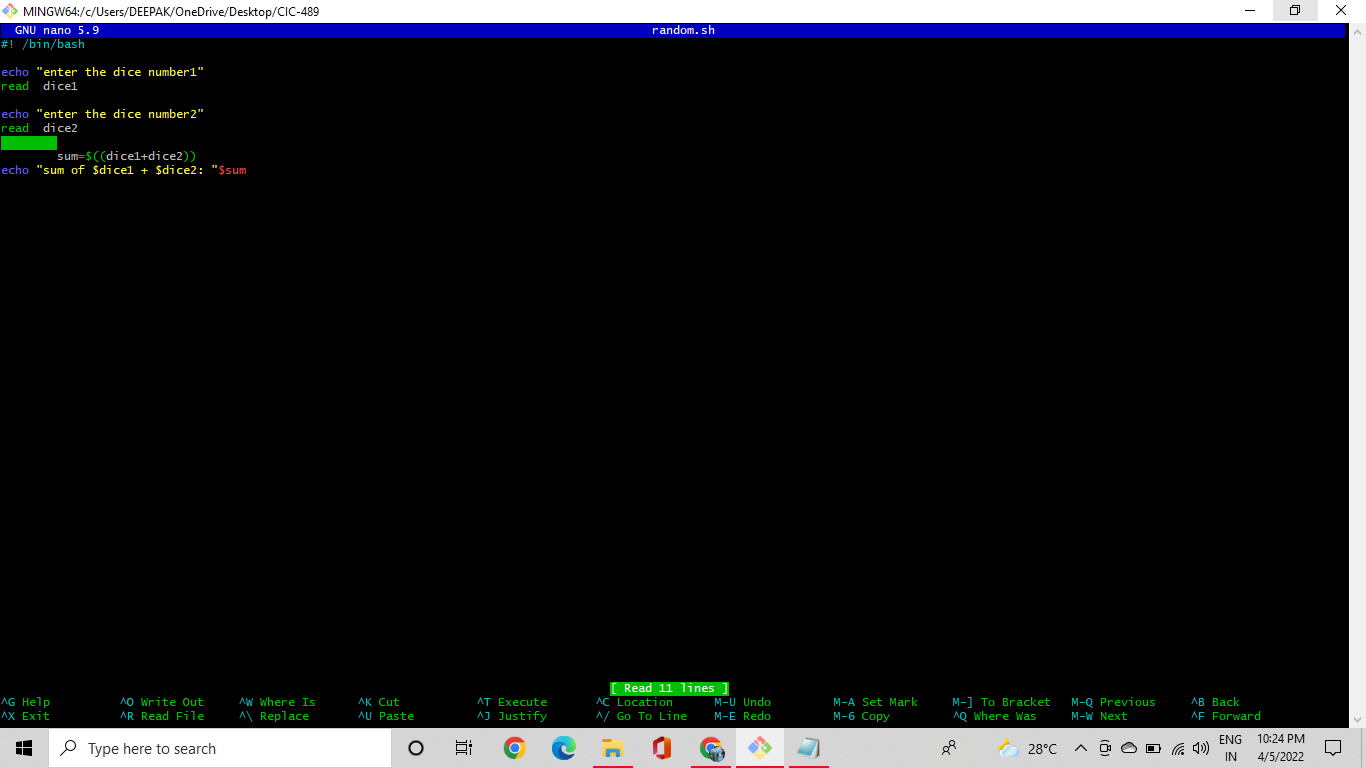 MINGW64:/c/Users/DEEPAK/OneDrive/Desktop/CIC-489
GNU nano 5.9 random.sh
#! /bin/bash
echo "enter the dice number1"
read  dice1
echo "enter the dice number2"
read  dice2
        sum=$((dice1+dice2))
echo "sum of $dice1 + $dice2: "$sum
[ Read 11 lines ]
^G Help ^O Write Out ^W Where Is ^K Cut ^T Execute ^C Location M-U Undo M-A Set Mark M-] To Bracket M-Q Previous ^B Back
^X Exit ^R Read File ^\ Replace ^U Paste ^J Justify ^/ Go To Line M-E Redo M-6 Copy ^Q Where Was M-W Next ^F Forward
Type here to search 28°C ENG 10:24 PM
IN 4/5/2022